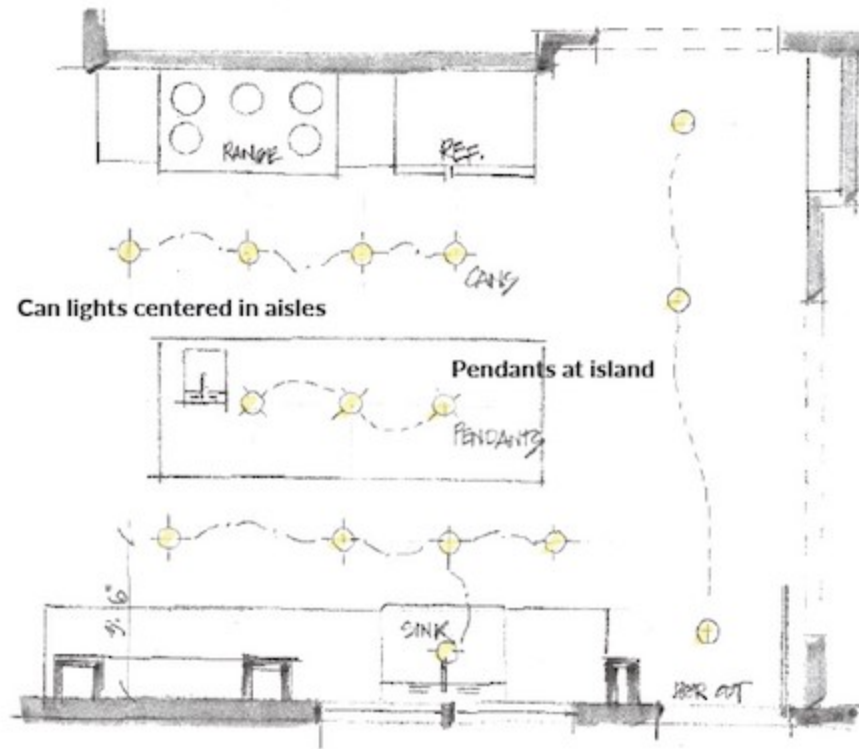 RANGE
REF.
CANS
Can lights centered in aisles
Pendants at island
PENDANTS
SINK